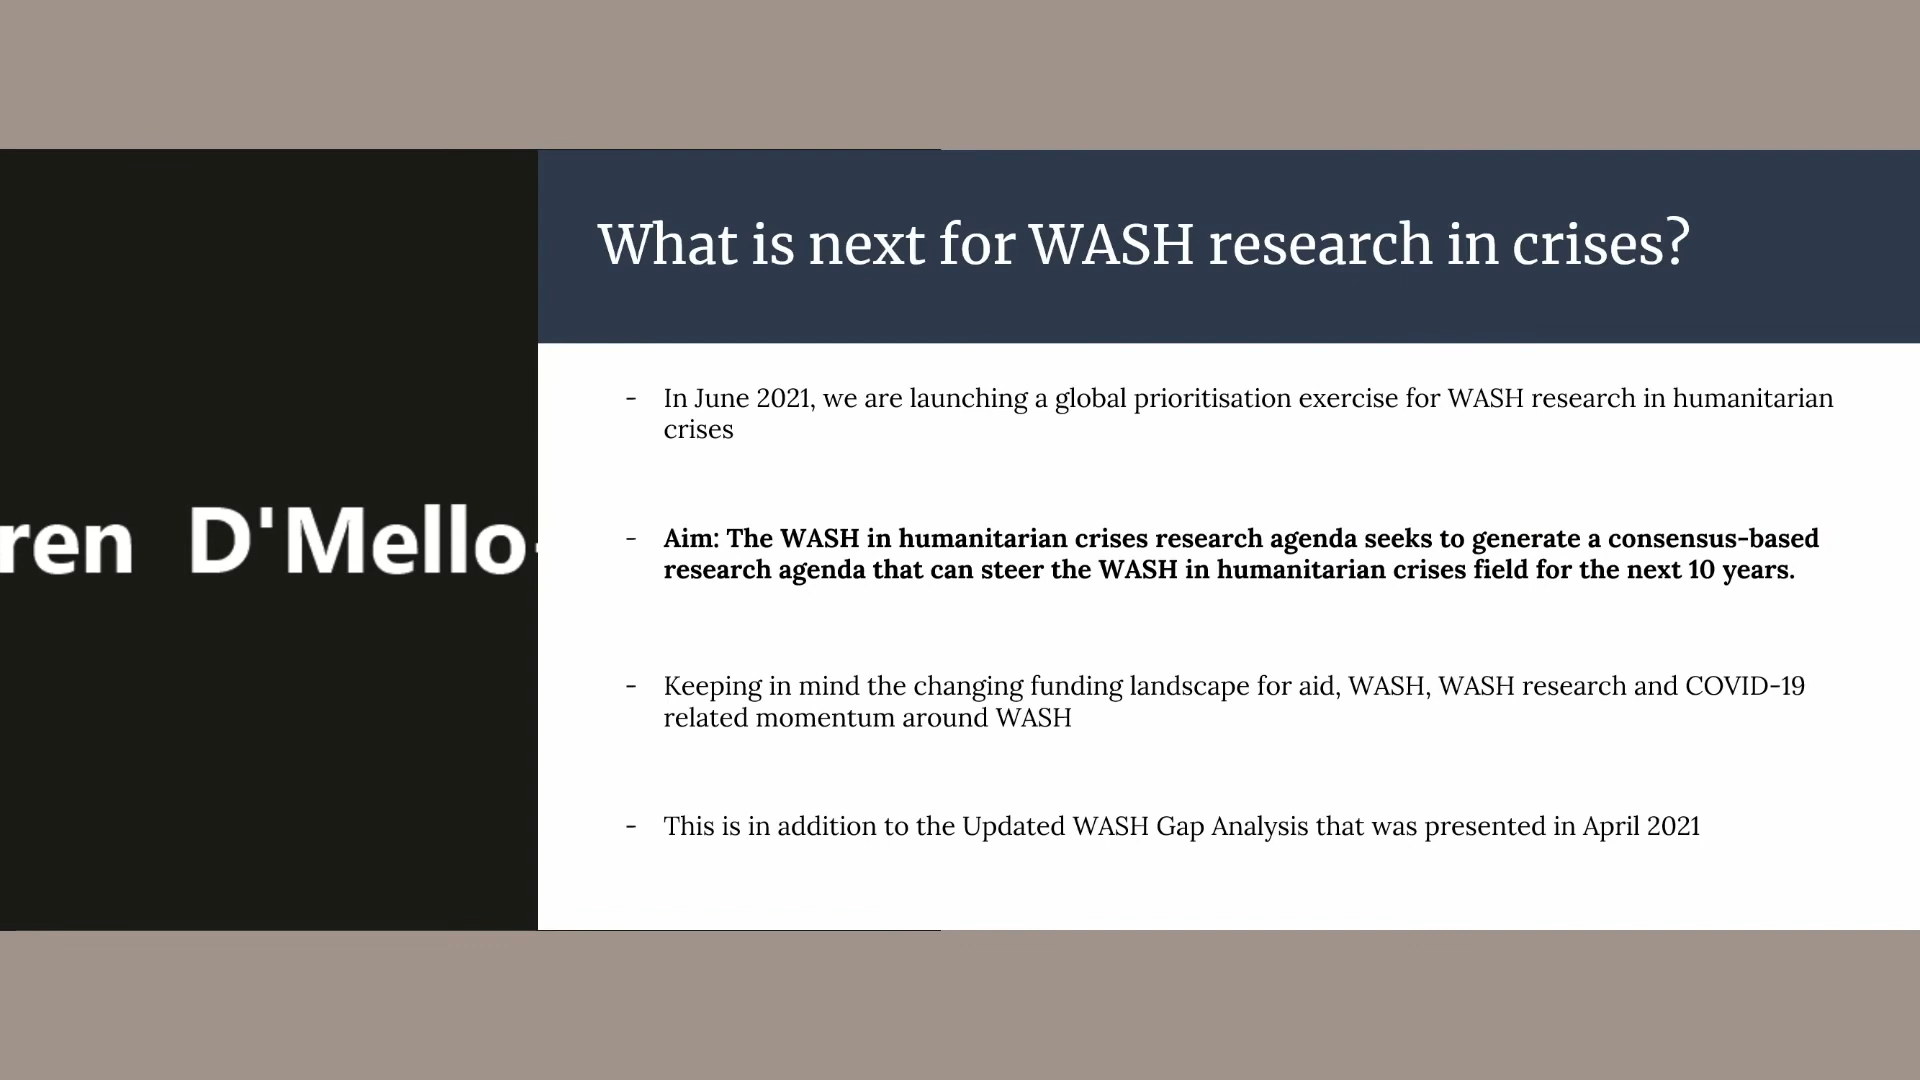 ren D'Mello-
What is next for WASH research in crises?
- In June 2021, we are launching a global prioritisation exercise for WASH research in humanitarian
crises
- Aim: The WASH in humanitarian crises research agenda seeks to generate a consensus-based
research agenda that can steer the WASH in humanitarian crises field for the next 10 years.
- Keeping in mind the changing funding landscape for aid, WASH, WASH research and COVID-19
related momentum around WASH
- This is in addition to the Updated WASH Gap Analysis that was presented in April 2021